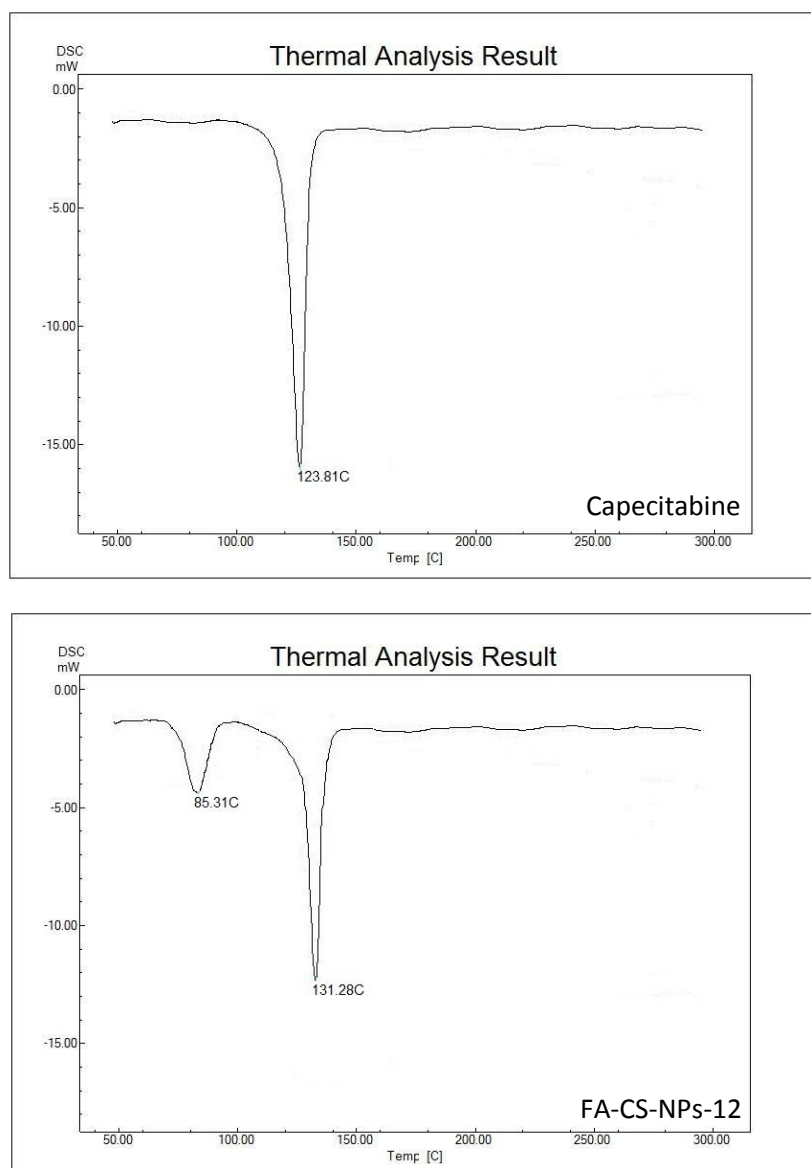 Thermal Analysis Result
DSC
mW
0.00
-5.00
-10.00
-15.00
123.81C
Capecitabine
50.00 100.00 150.00 200.00 250.00 300.00
Temp [C]
Thermal Analysis Result
DSC
mW
0.00
-5.00
85.31C
-10.00
131.28C
-15.00
FA-CS-NPs-12
50.00 100.00 150.00 200.00 250.00 300.00
Temp [C]